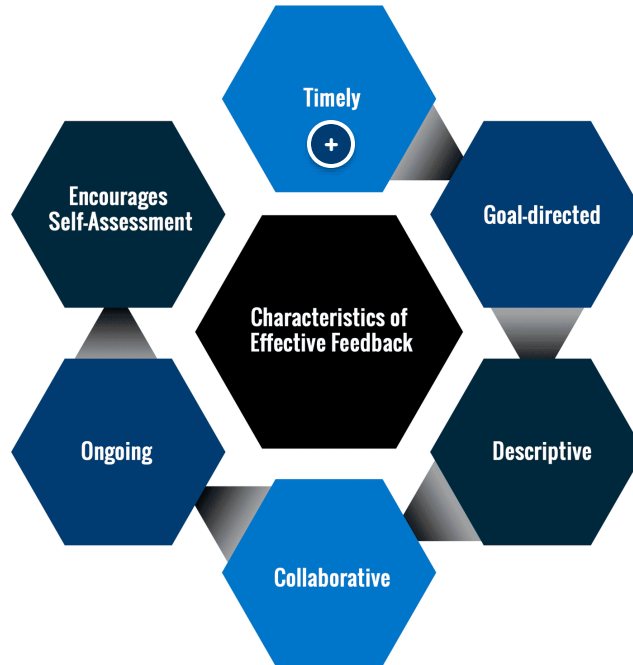 Timely
+
Goal-directed
Encourages
Self-Assessment
Characteristics of
Effective Feedback
Descriptive
Ongoing
Collaborative